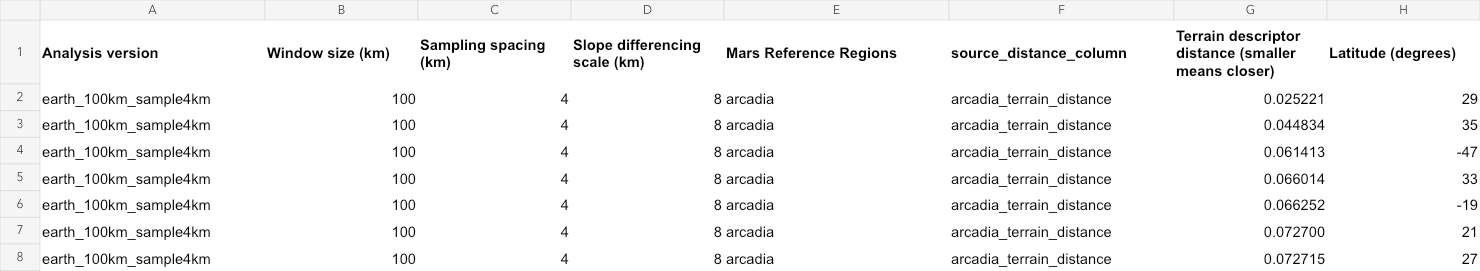 A B C D E F G H
1 Analysis version Window size (km) Sampling spacing (km) Slope differencing scale (km) Mars Reference Regions source_distance_column Terrain descriptor distance (smaller means closer) Latitude (degrees)
2 earth_100km_sample4km 100 4 8 arcadia arcadia_terrain_distance 0.025221 29
3 earth_100km_sample4km 100 4 8 arcadia arcadia_terrain_distance 0.044834 35
4 earth_100km_sample4km 100 4 8 arcadia arcadia_terrain_distance 0.061413 -47
5 earth_100km_sample4km 100 4 8 arcadia arcadia_terrain_distance 0.066014 33
6 earth_100km_sample4km 100 4 8 arcadia arcadia_terrain_distance 0.066252 -19
7 earth_100km_sample4km 100 4 8 arcadia arcadia_terrain_distance 0.072700 21
8 earth_100km_sample4km 100 4 8 arcadia arcadia_terrain_distance 0.072715 27